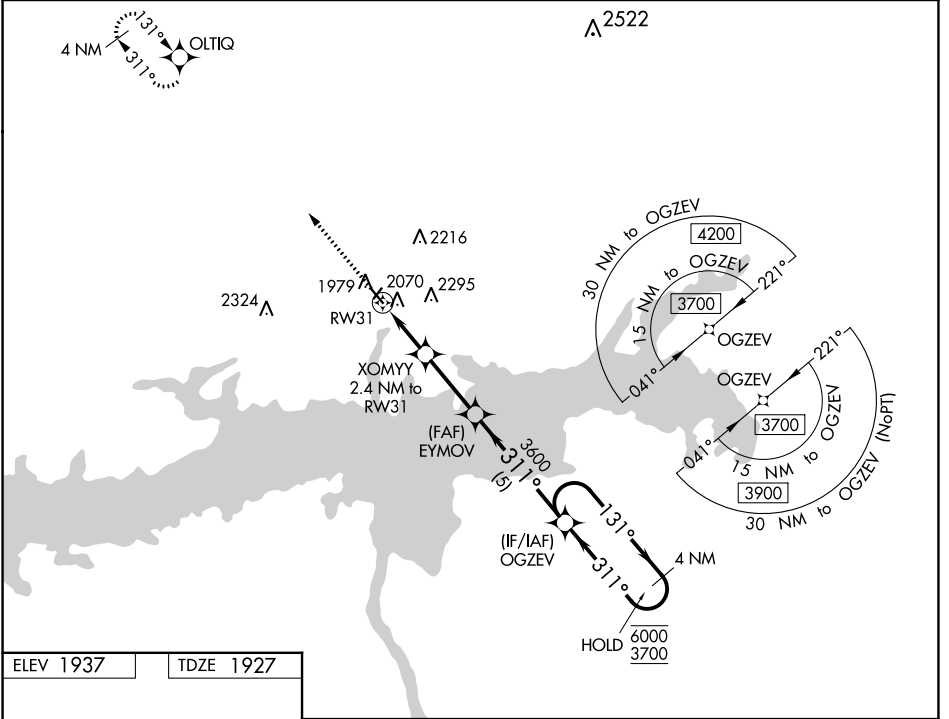 131°
4 NM
311°
OLTIQ
2522
2216
1979
2070
2295
2324
RW31
XOMYY
2.4 NM to
RW31
(FAF)
EYMOV
3600
311°
(5)
(IF/IAF)
OGZEV
131°
311°
4 NM
HOLD
6000
3700
30 NM to OGZEV
4200
15 NM to OGZEV
3700
221°
041°
OGZEV
OGZEV
221°
041°
3700
15 NM to OGZEV
3900
30 NM to OGZEV (NoPT)
ELEV 1937
TDZE 1927